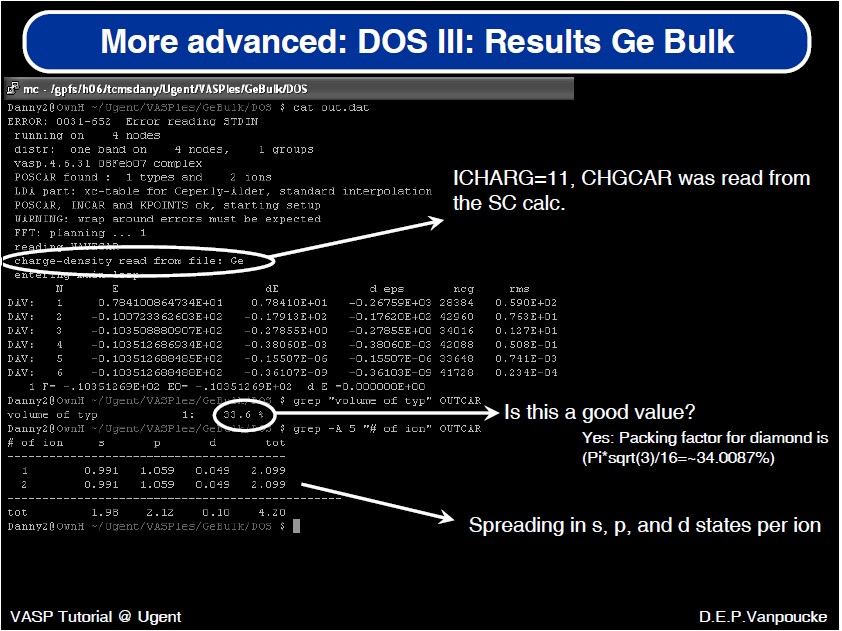 More advanced: DOS III: Results Ge Bulk
mc - /gpfs/h06/tcmsdany/Ugent/VASPles/GeBulk/DOS
Danny2@OwnH ~/Ugent/VASPles/GeBulk/DOS $ cat out.dat
ERROR: 0031-652  Error reading STDIN
running on    4 nodes
distr:  one band on    4 nodes,    1 groups
vasp.4.6.31 08Feb07 complex
POSCAR found :  1 types and    2 ions
LDA part: xc-table for Ceperly-Alder, standard interpolation
POSCAR, INCAR and KPOINTS ok, starting setup
WARNING: wrap around errors must be expected
FFT: planning ... 1
reading WAVECAR
charge-density read from file: Ge
entering main loop
N E dE d eps ncg rms
DAV: 1 0.784100864734E+01 0.78410E+01 -0.26759E+03 28384 0.590E+02
DAV: 2 -0.100723362603E+02 -0.17913E+02 -0.17620E+02 42960 0.763E+01
DAV: 3 -0.103508880907E+02 -0.27855E+00 -0.27855E+00 34016 0.127E+01
DAV: 4 -0.103512686934E+02 -0.38060E-03 -0.38060E-03 42088 0.508E-01
DAV: 5 -0.103512688485E+02 -0.15507E-06 -0.15507E-06 33648 0.741E-03
DAV: 6 -0.103512688488E+02 -0.36107E-09 -0.36103E-09 41728 0.234E-04
1 F= -.10351269E+02 E0= -.10351269E+02  d E =0.000000E+00
Danny2@OwnH ~/Ugent/VASPles/GeBulk/DOS $ grep "volume of typ" OUTCAR
volume of typ 1: 33.6 %
Danny2@OwnH ~/Ugent/VASPles/GeBulk/DOS $ grep -A 5 "# of ion" OUTCAR
# of ion s p d tot
------------------------------------------
1 0.991 1.059 0.049 2.099
2 0.991 1.059 0.049 2.099
--------------------------------------------------
tot 1.98 2.12 0.10 4.20
Danny2@OwnH ~/Ugent/VASPles/GeBulk/DOS $
ICHARG=11, CHGCAR was read from
the SC calc.
Is this a good value?
Yes: Packing factor for diamond is
(Pi*sqrt(3)/16=~34.0087%)
Spreading in s, p, and d states per ion
VASP Tutorial @ Ugent
D.E.P.Vanpoucke